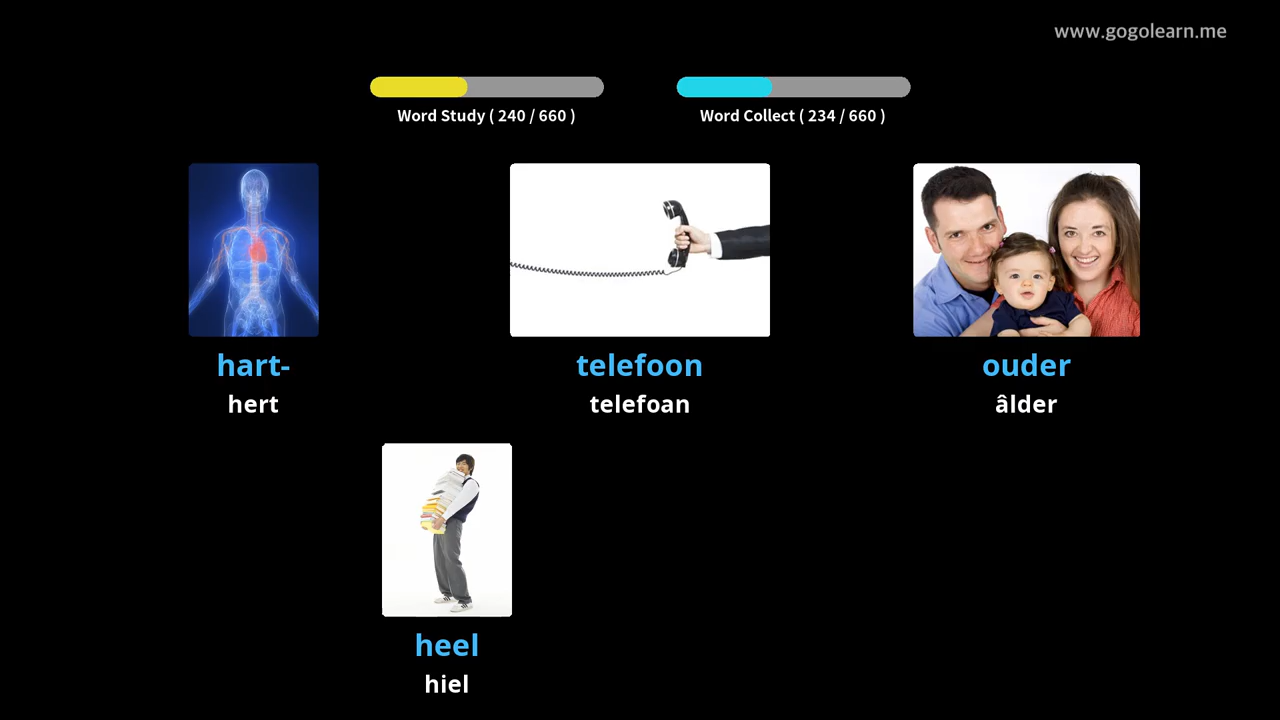 www.gogolearn.me
Word Study ( 240 / 660 )
Word Collect ( 234 / 660 )
hart-
hert
telefoon
telefoan
ouder
âlder
heel
hiel